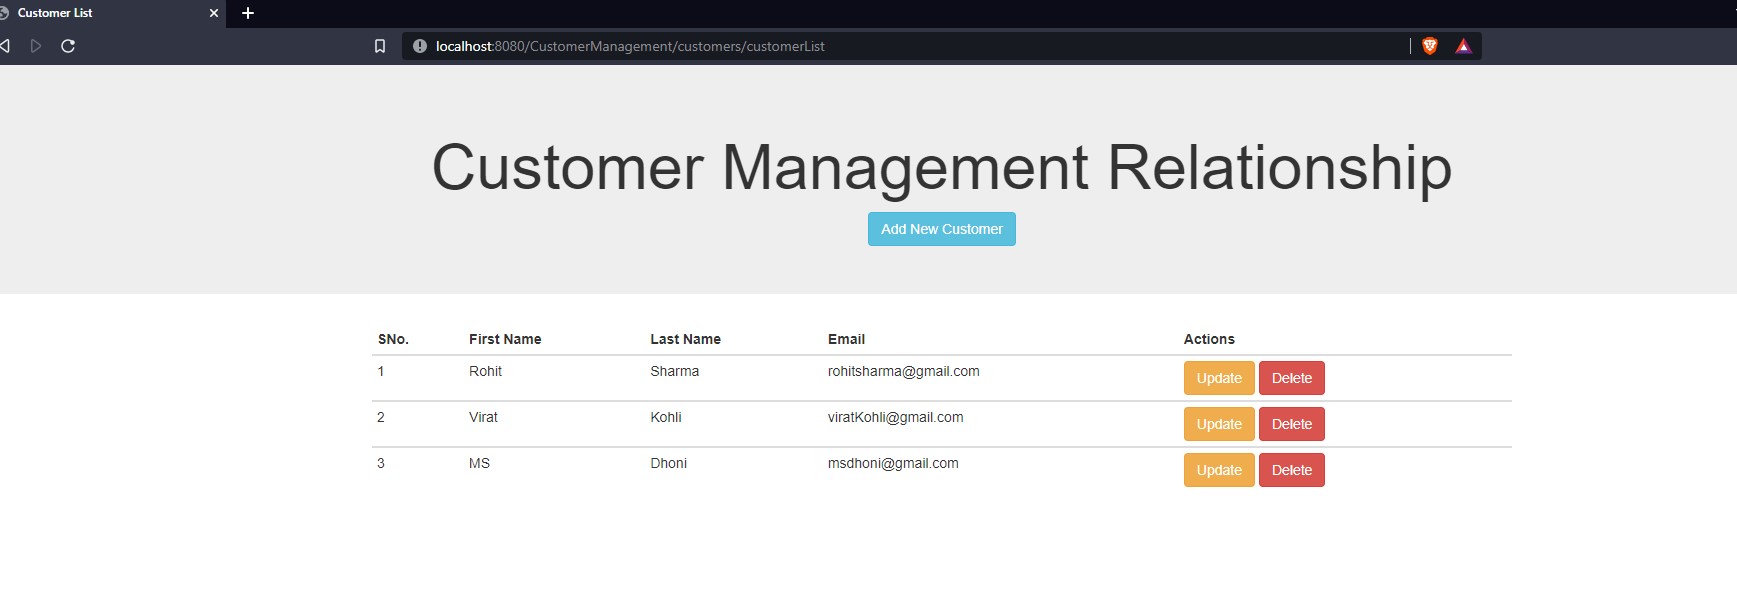 Customer List
localhost:8080/CustomerManagement/customers/customerList
Customer Management Relationship
Add New Customer
SNo. First Name Last Name Email Actions
1 Rohit Sharma rohitsharma@gmail.com Update Delete
2 Virat Kohli viratKohli@gmail.com Update Delete
3 MS Dhoni msdhoni@gmail.com Update Delete